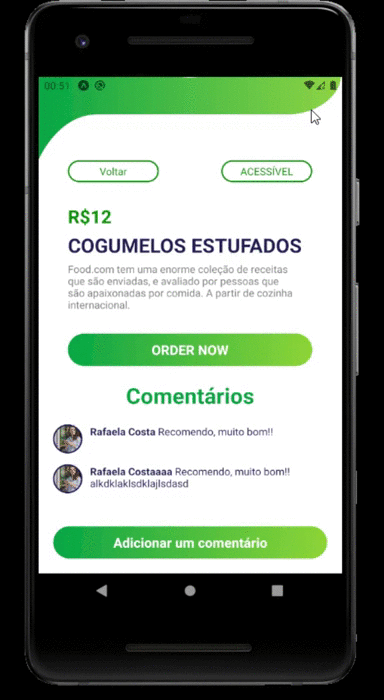 00:51
Voltar
ACESSÍVEL
R$12
COGUMELOS ESTUFADOS
Food.com tem uma enorme coleção de receitas
que são enviadas, e avaliado por pessoas que
são apaixonadas por comida. A partir de cozinha
internacional.
ORDER NOW
Comentários
Rafaela Costa Recomendo, muito bom!!
Rafaela Costaaaa Recomendo, muito bom!!
alkdklaklsdklajlsdasd
Adicionar um comentário